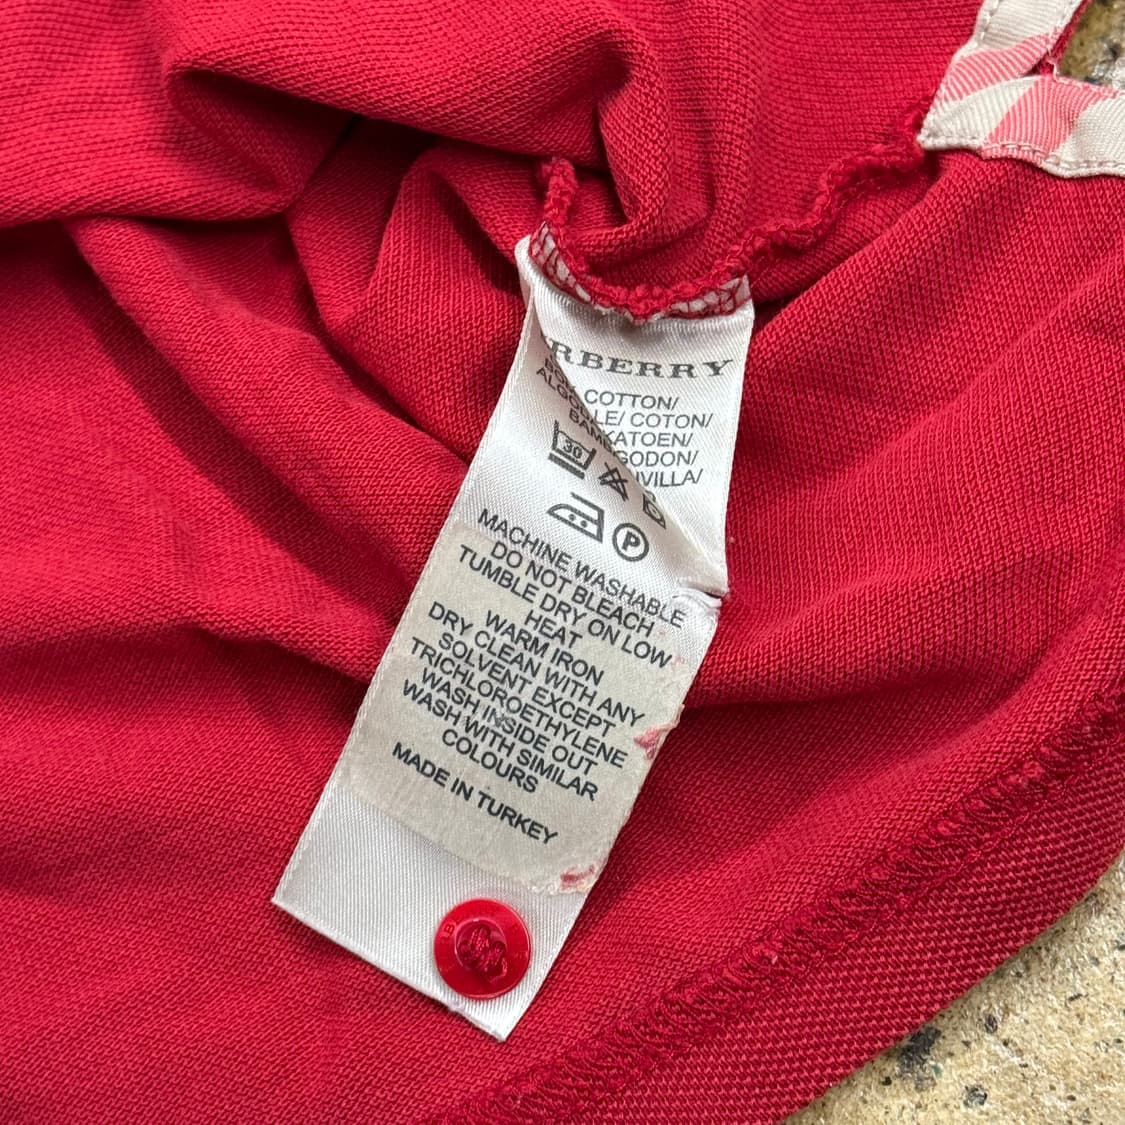 RBERRY
COTTON/
LE/ COTON/
KATOEN/
GODON/
VILLA/
30
P
MACHINE WASHABLE
DO NOT BLEACH
TUMBLE DRY ON LOW
HEAT
WARM IRON
DRY CLEAN WITH ANY
SOLVENT EXCEPT
TRICHLOROETHYLENE
WASH INSIDE OUT
WASH WITH SIMILAR
COLOURS
MADE IN TURKEY